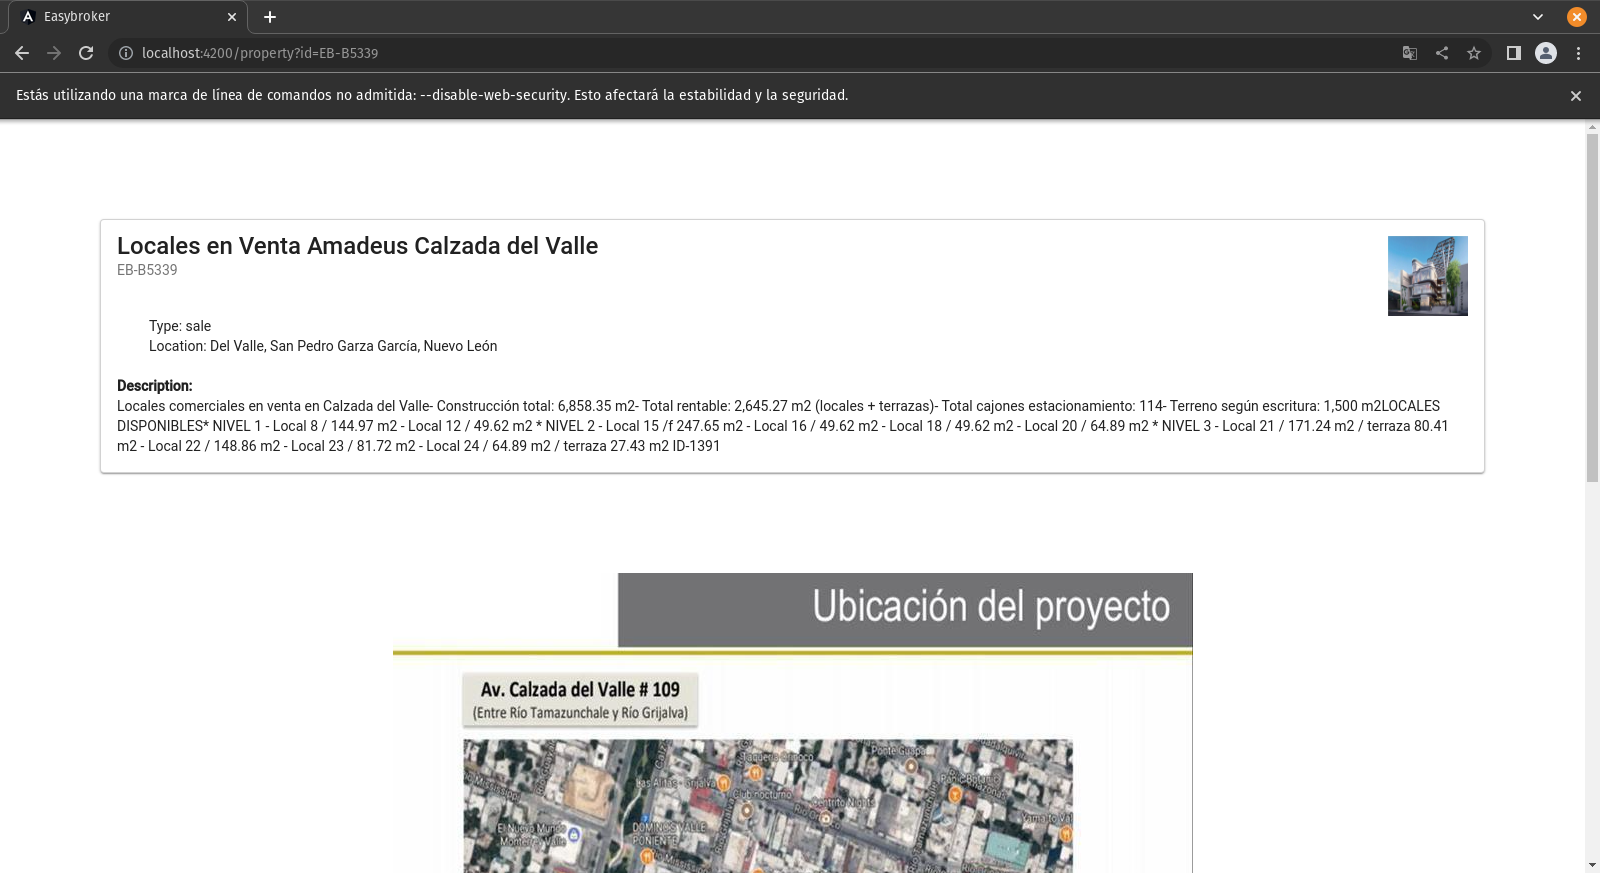 Easybroker
localhost:4200/property?id=EB-B5339
Estás utilizando una marca de línea de comandos no admitida: --disable-web-security. Esto afectará la estabilidad y la seguridad.
Locales en Venta Amadeus Calzada del Valle
EB-B5339
Type: sale
Location: Del Valle, San Pedro Garza García, Nuevo León
Description:
Locales comerciales en venta en Calzada del Valle- Construcción total: 6,858.35 m2- Total rentable: 2,645.27 m2 (locales + terrazas)- Total cajones estacionamiento: 114- Terreno según escritura: 1,500 m2LOCALES
DISPONIBLES* NIVEL 1 - Local 8 / 144.97 m2 - Local 12 / 49.62 m2 * NIVEL 2 - Local 15 /f 247.65 m2 - Local 16 / 49.62 m2 - Local 18 / 49.62 m2 - Local 20 / 64.89 m2 * NIVEL 3 - Local 21 / 171.24 m2 / terraza 80.41
m2 - Local 22 / 148.86 m2 - Local 23 / 81.72 m2 - Local 24 / 64.89 m2 / terraza 27.43 m2 ID-1391
Ubicación del proyecto
Av. Calzada del Valle # 109
(Entre Río Tamazunchale y Río Grijalva)
Las Alitas - Grijalva
Club nocturno
Panic Botanic
Centrito Nights
DOMINOS VALLE
PONIENTE
El Nuevo Mundo
Monterrey Valle